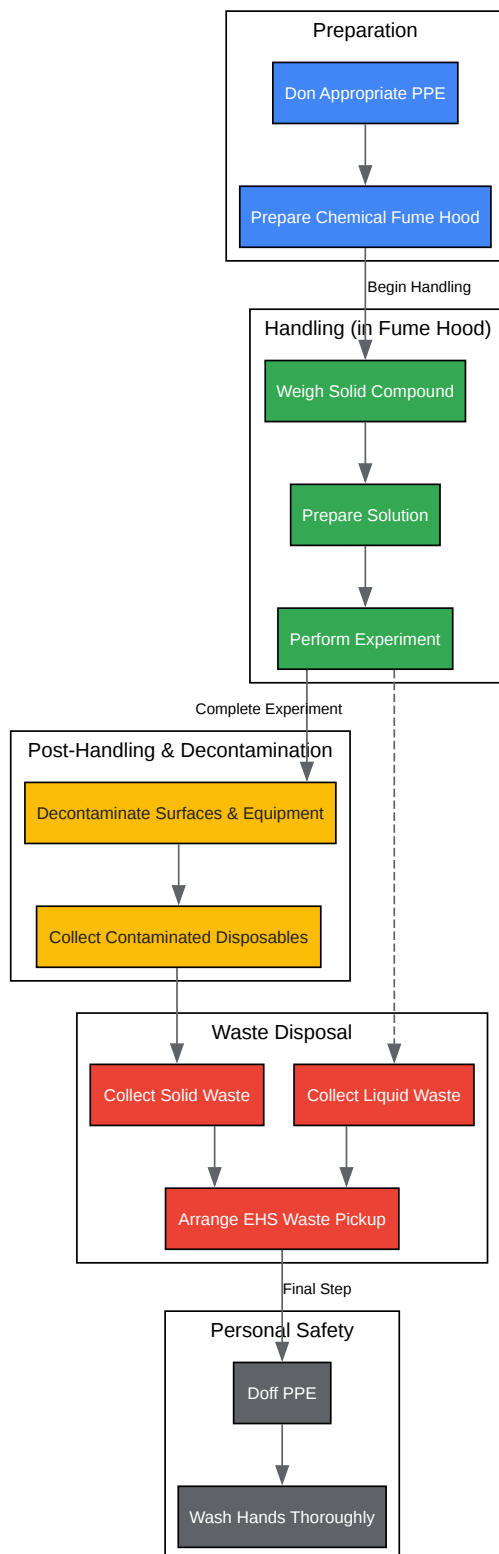 Preparation
Don Appropriate PPE
Prepare Chemical Fume Hood
Begin Handling
Handling (in Fume Hood)
Weigh Solid Compound
Prepare Solution
Perform Experiment
Complete Experiment
Post-Handling & Decontamination
Decontaminate Surfaces & Equipment
Collect Contaminated Disposables
Waste Disposal
Collect Solid Waste
Collect Liquid Waste
Arrange EHS Waste Pickup
Final Step
Personal Safety
Doff PPE
Wash Hands Thoroughly